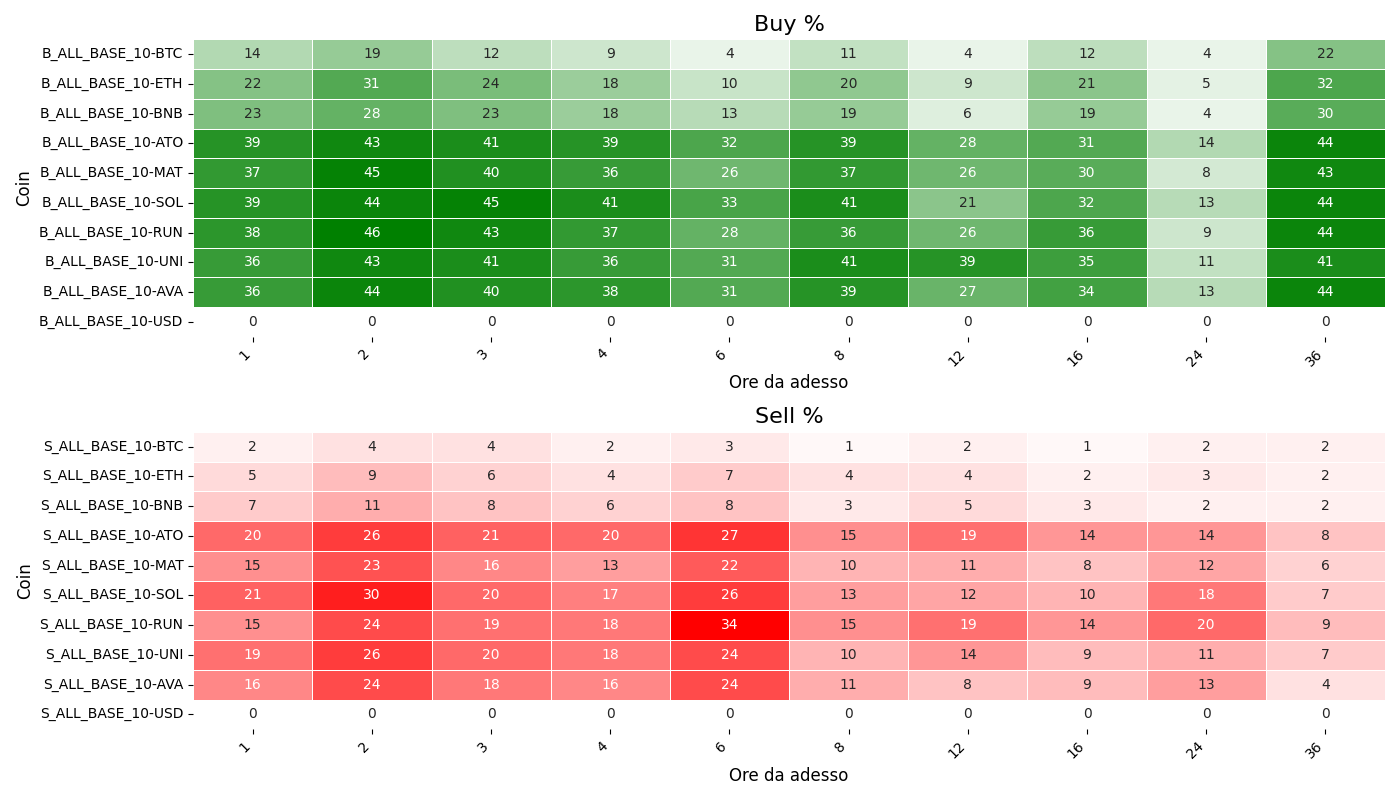 Buy %
Coin
B_ALL_BASE_10-BTC 14 19 12 9 4 11 4 12 4 22
B_ALL_BASE_10-ETH 22 31 24 18 10 20 9 21 5 32
B_ALL_BASE_10-BNB 23 28 23 18 13 19 6 19 4 30
B_ALL_BASE_10-ATO 39 43 41 39 32 39 28 31 14 44
B_ALL_BASE_10-MAT 37 45 40 36 26 37 26 30 8 43
B_ALL_BASE_10-SOL 39 44 45 41 33 41 21 32 13 44
B_ALL_BASE_10-RUN 38 46 43 37 28 36 26 36 9 44
B_ALL_BASE_10-UNI 36 43 41 36 31 41 39 35 11 41
B_ALL_BASE_10-AVA 36 44 40 38 31 39 27 34 13 44
B_ALL_BASE_10-USD 0 0 0 0 0 0 0 0 0 0
1 2 3 4 6 8 12 16 24 36
Ore da adesso
Sell %
Coin
S_ALL_BASE_10-BTC 2 4 4 2 3 1 2 1 2 2
S_ALL_BASE_10-ETH 5 9 6 4 7 4 4 2 3 2
S_ALL_BASE_10-BNB 7 11 8 6 8 3 5 3 2 2
S_ALL_BASE_10-ATO 20 26 21 20 27 15 19 14 14 8
S_ALL_BASE_10-MAT 15 23 16 13 22 10 11 8 12 6
S_ALL_BASE_10-SOL 21 30 20 17 26 13 12 10 18 7
S_ALL_BASE_10-RUN 15 24 19 18 34 15 19 14 20 9
S_ALL_BASE_10-UNI 19 26 20 18 24 10 14 9 11 7
S_ALL_BASE_10-AVA 16 24 18 16 24 11 8 9 13 4
S_ALL_BASE_10-USD 0 0 0 0 0 0 0 0 0 0
1 2 3 4 6 8 12 16 24 36
Ore da adesso